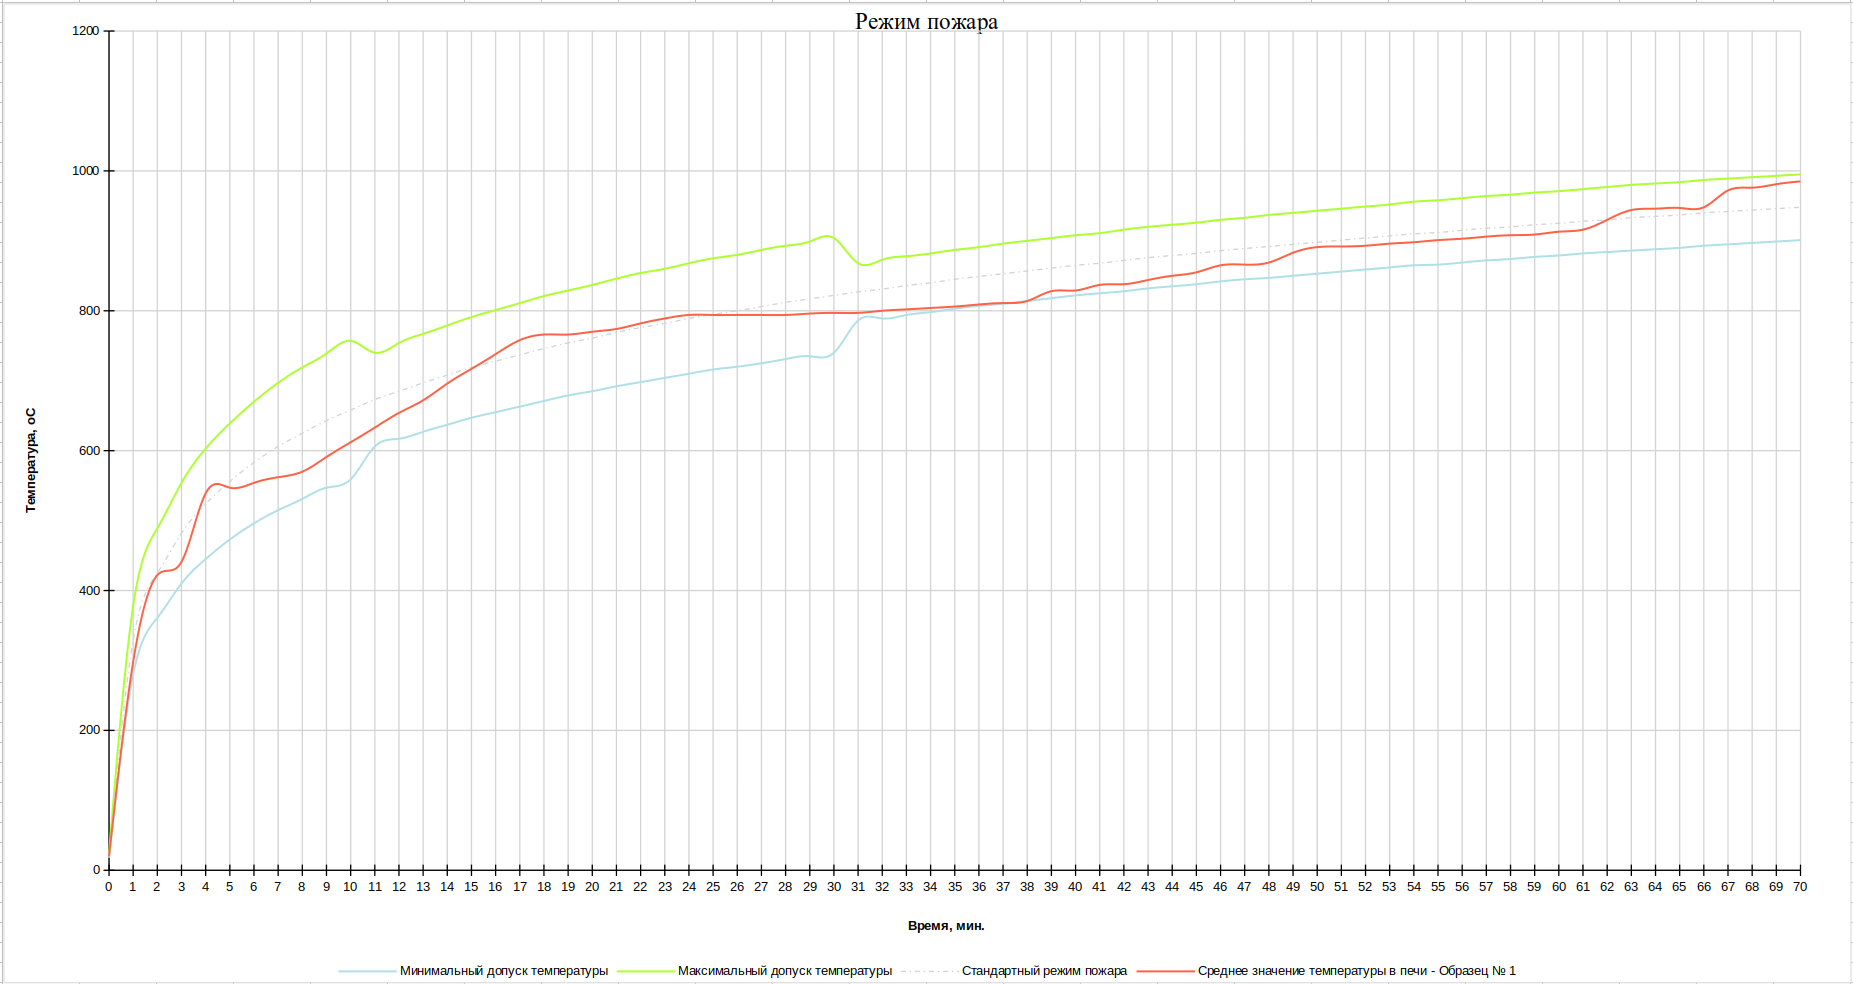 Режим пожара
1200
1000
800
600
400
200
0
Температура, оС
0 1 2 3 4 5 6 7 8 9 10 11 12 13 14 15 16 17 18 19 20 21 22 23 24 25 26 27 28 29 30 31 32 33 34 35 36 37 38 39 40 41 42 43 44 45 46 47 48 49 50 51 52 53 54 55 56 57 58 59 60 61 62 63 64 65 66 67 68 69 70
Время, мин.
Минимальный допуск температуры Максимальный допуск температуры Стандартный режим пожара Среднее значение температуры в печи - Образец № 1